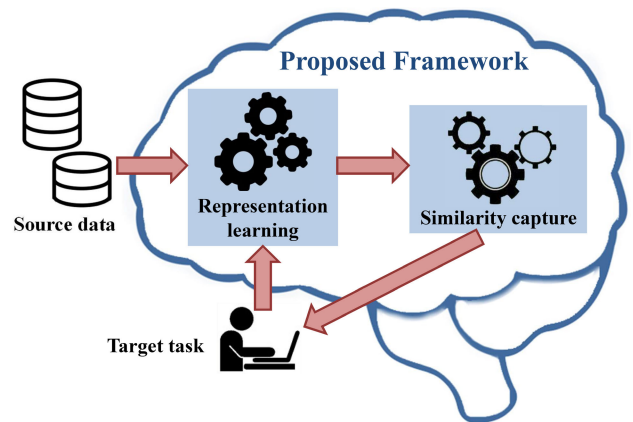 Proposed Framework
Source data
Representation
learning
Similarity capture
Target task